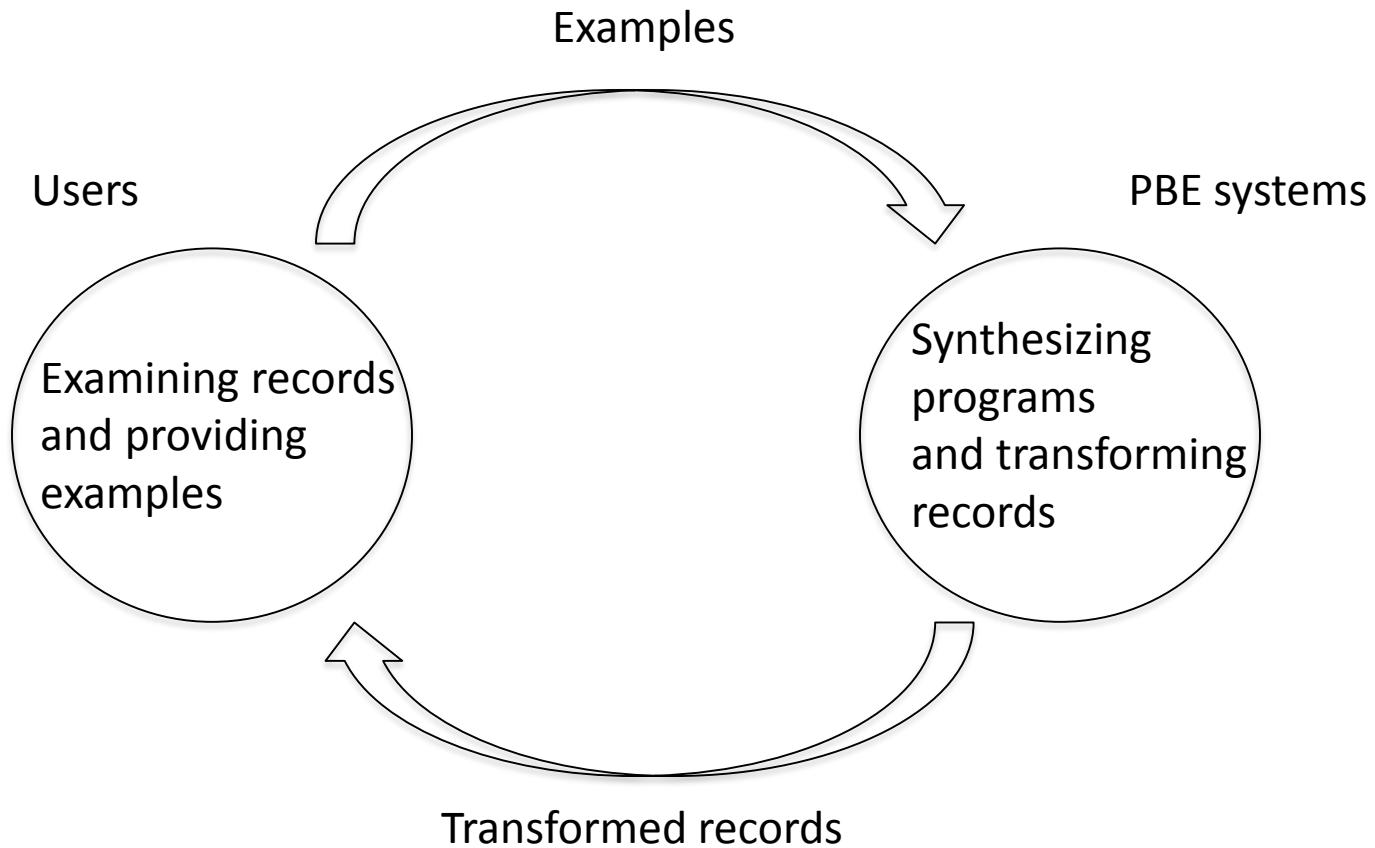 Examples
Users
PBE systems
Examining records
and providing
examples
Synthesizing
programs
and transforming
records
Transformed records